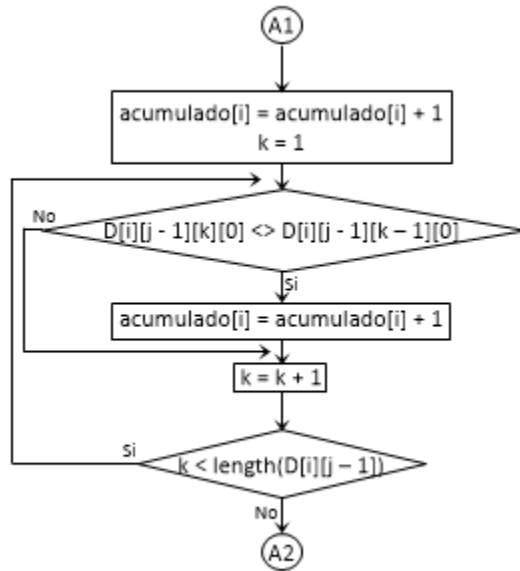 A1
acumulado[i] = acumulado[i] + 1
k = 1
No
D[i][j - 1][k][0] <> D[i][j - 1][k – 1][0]
Si
acumulado[i] = acumulado[i] + 1
k = k + 1
Si
k < length(D[i][j – 1])
No
A2